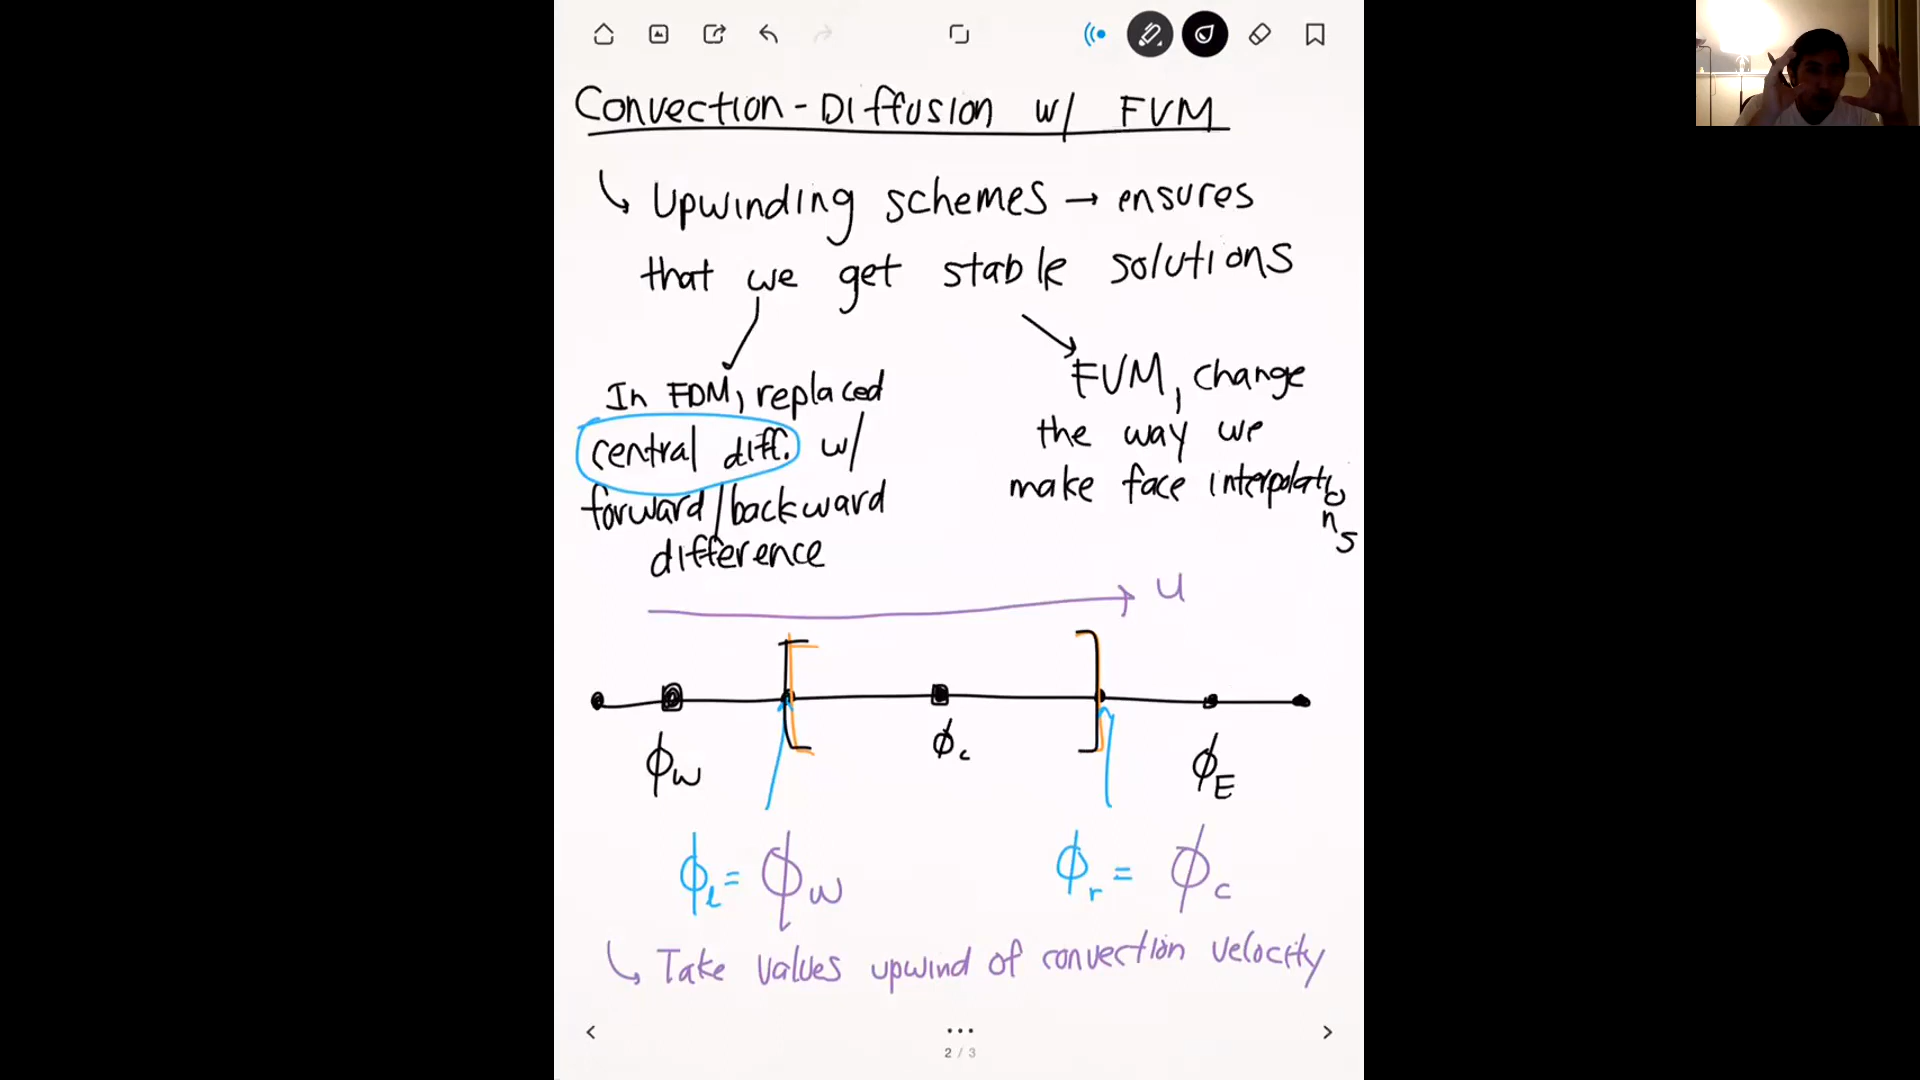 Convection-Diffusion w/ FVM
↳ Upwinding schemes → ensures
that we get stable solutions
In FDM, replaced
central diff. w/
forward/backward
difference
FVM, change
the way we
make face interpolations
u
ϕw
ϕc
ϕE
ϕl = ϕw
ϕr = ϕc
↳ Take values upwind of convection velocity
2 / 3